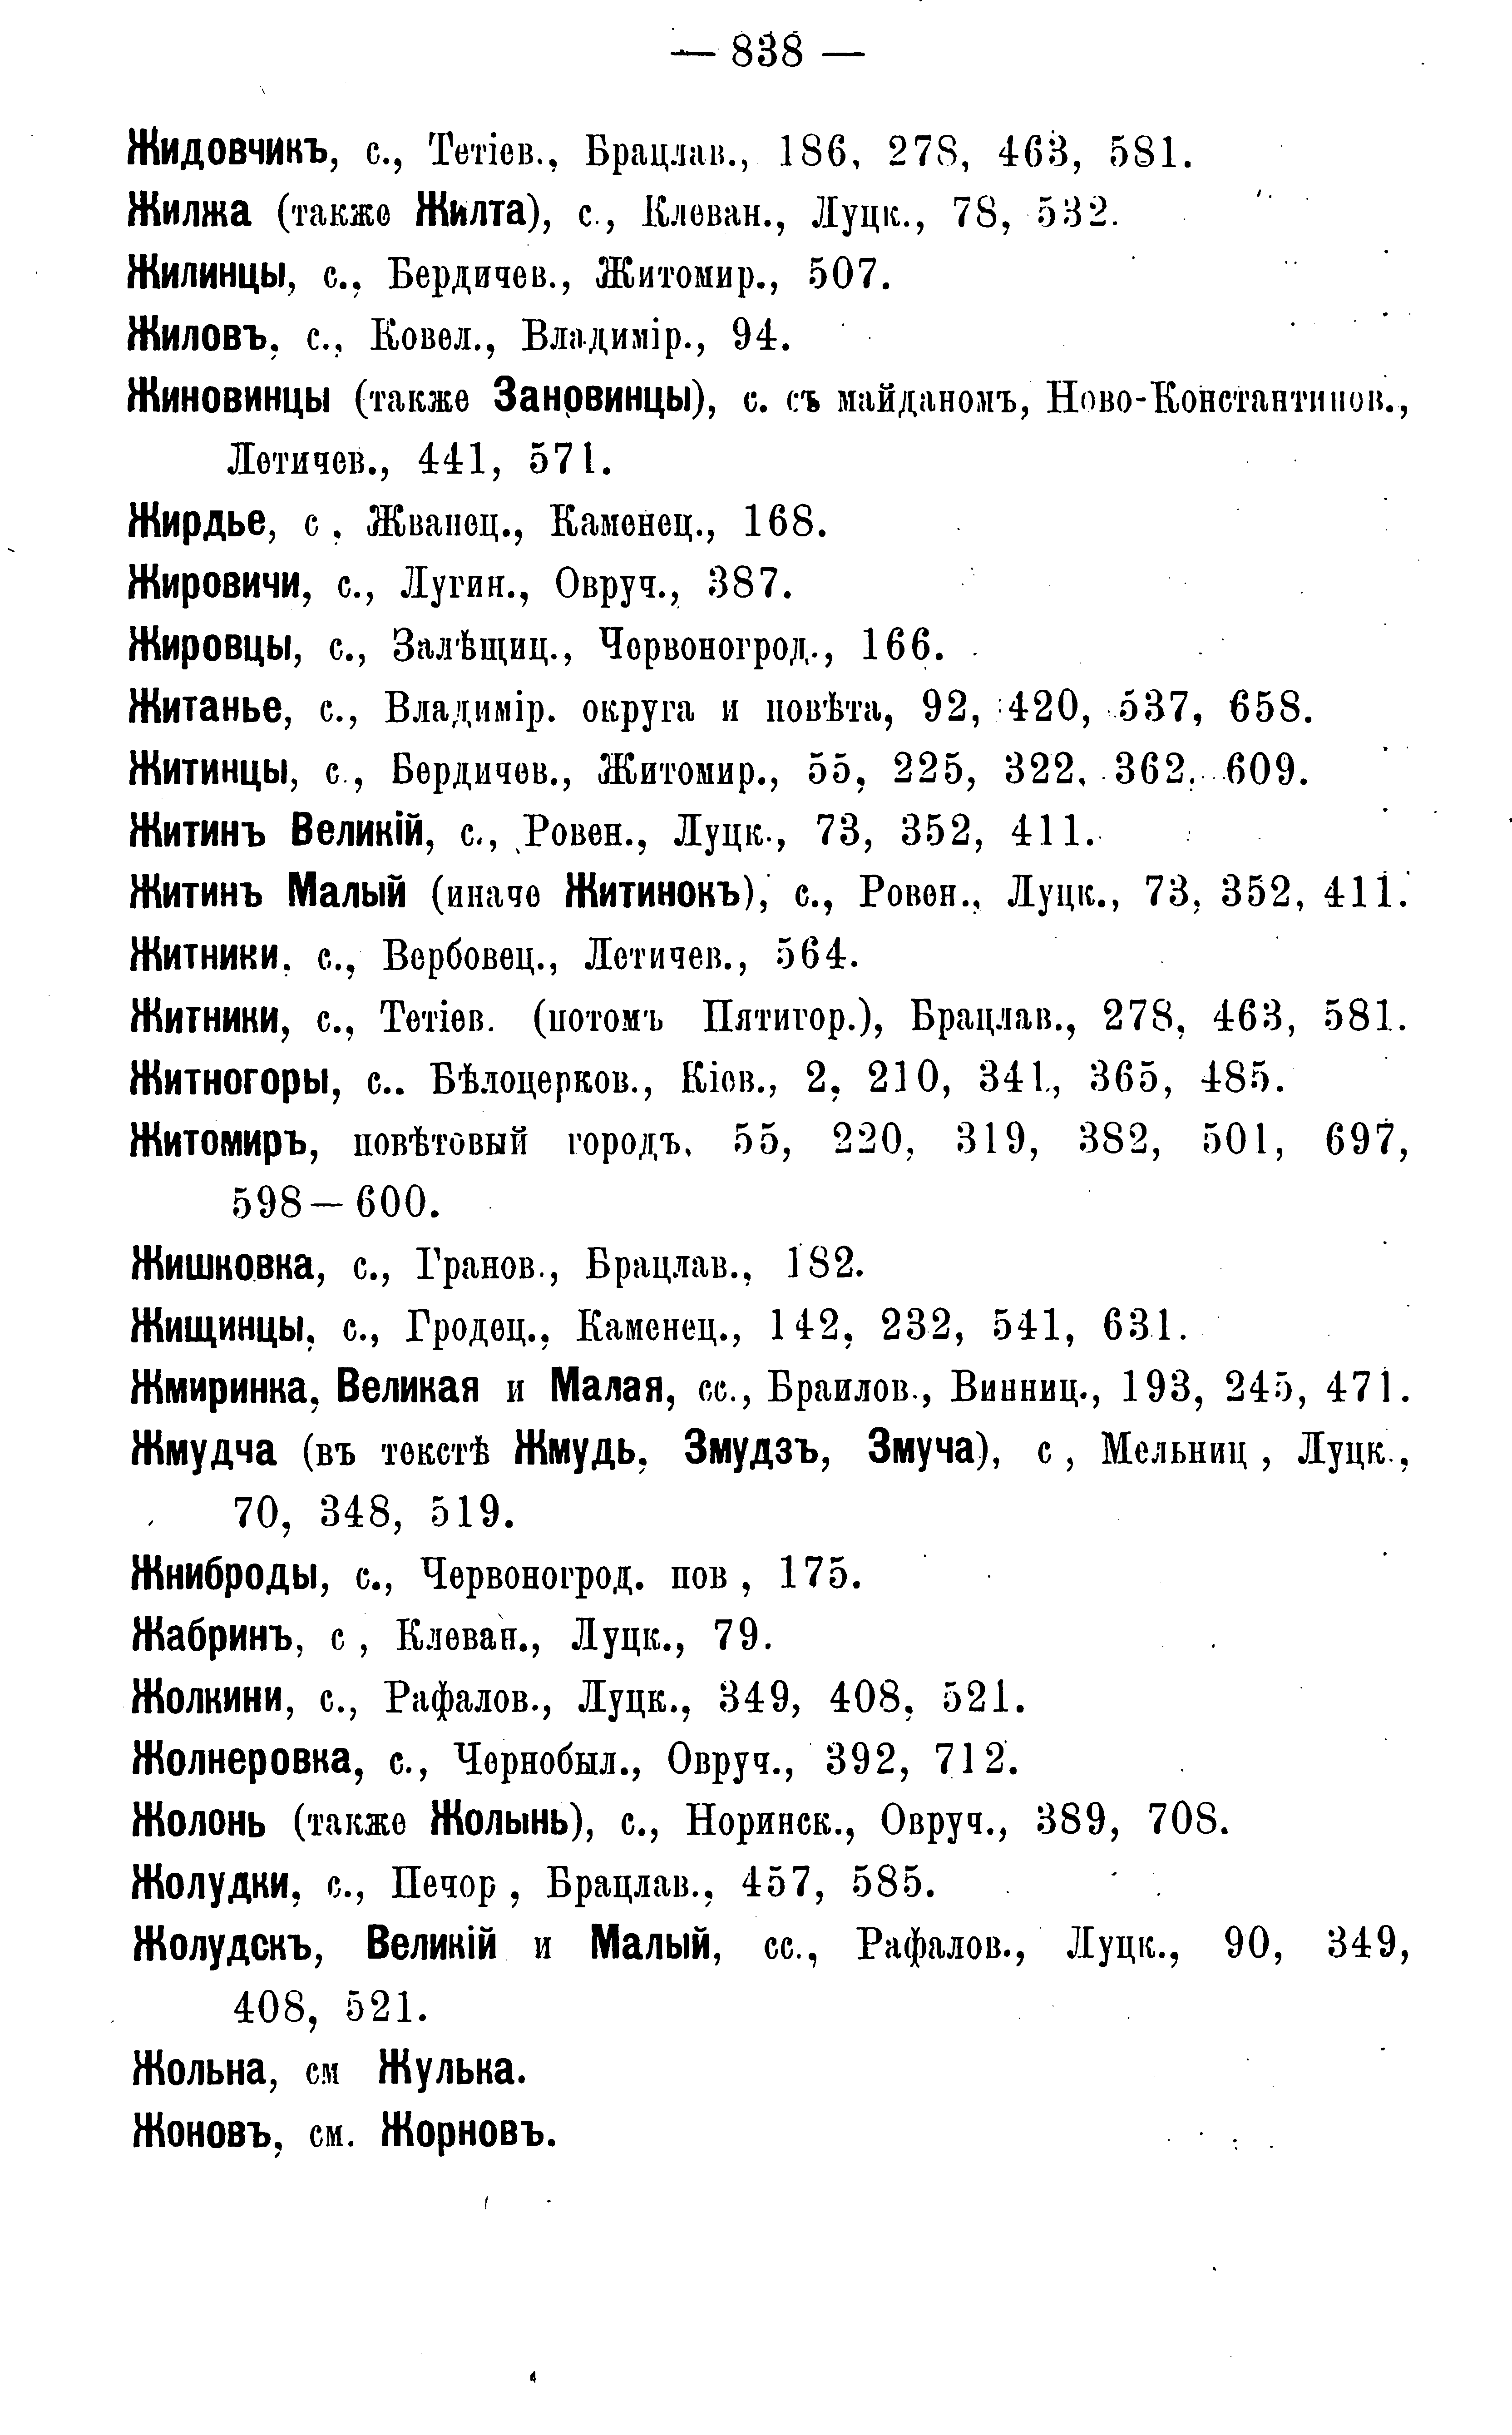 — 838 —
Жидовчикъ, с., Тетіев., Брацлав., 186, 278, 463, 581.
Жилжа (также Жилта), с., Клеван., Луцк., 78, 532.
Жилинцы, с., Бердичев., Житомир., 507.
Жиловъ, с., Ковел., Владимір., 94.
Жиновинцы (также Зановинцы), с. съ майданомъ, Ново-Константинов.,
Летичев., 441, 571.
Жирдье, с., Жванец., Каменец., 168.
Жировичи, с., Лугин., Овруч., 387.
Жировцы, с., Залѣщиц., Червоногрод., 166.
Житанье, с., Владимір. округа и повѣта, 92, 420, 537, 658.
Житинцы, с., Бердичев., Житомир., 55, 225, 322, 362, 609.
Житинъ Великій, с., Ровен., Луцк., 73, 352, 411.
Житинъ Малый (иначе Житинокъ), с., Ровен., Луцк., 73, 352, 411.
Житники, с., Вербовец., Летичев., 564.
Житники, с., Тетіев. (потомъ Пятигор.), Брацлав., 278, 463, 581.
Житногоры, с.. Бѣлоцерков., Кіев., 2, 210, 341, 365, 485.
Житомиръ, повѣтовый городъ, 55, 220, 319, 382, 501, 697,
598—600.
Жишковка, с., Гранов., Брацлав., 182.
Жищинцы, с., Гродец., Каменец., 142, 232, 541, 631.
Жмиринка, Великая и Малая, сс., Браилов., Винниц., 193, 245, 471.
Жмудча (въ текстѣ Жмудь, Змудзъ, Змуча), с , Мельниц , Луцк.,
70, 348, 519.
Жниброды, с., Червоногрод. пов , 175.
Жабринъ, с , Клеван., Луцк., 79.
Жолкини, с., Рафалов., Луцк., 349, 408, 521.
Жолнеровка, с., Чернобыл., Овруч., 392, 712.
Жолонь (также Жолынь), с., Норинск., Овруч., 389, 708.
Жолудки, с., Печор , Брацлав., 457, 585.
Жолудскъ, Великій и Малый, сс., Рафалов., Луцк., 90, 349,
408, 521.
Жольна, см Жулька.
Жоновъ, см. Жорновъ.